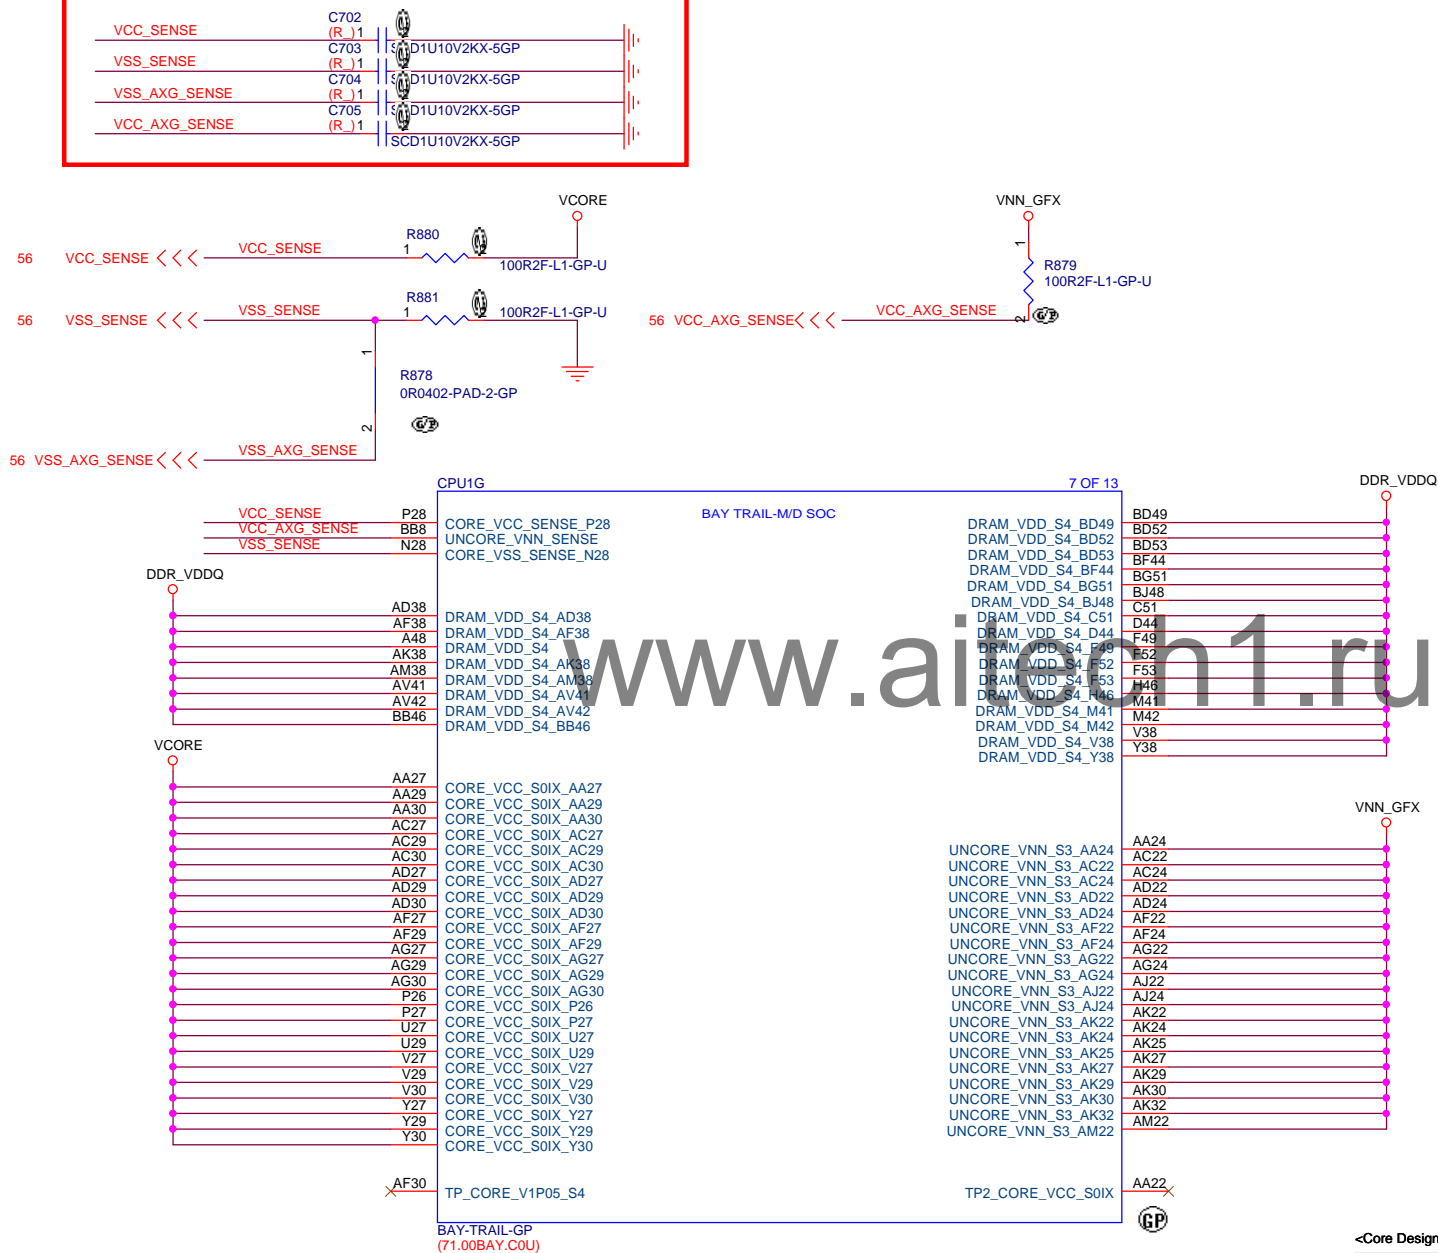 C702
VCC_SENSE
(R_) 1
SCD1U10V2KX-5GP
C703
VSS_SENSE
(R_) 1
SCD1U10V2KX-5GP
C704
VSS_AXG_SENSE
(R_) 1
SCD1U10V2KX-5GP
C705
VCC_AXG_SENSE
(R_) 1
SCD1U10V2KX-5GP
VCORE
R880
56 VCC_SENSE VCC_SENSE 1 2
100R2F-L1-GP-U
R881
56 VSS_SENSE VSS_SENSE 1 2 100R2F-L1-GP-U
1
R878
0R0402-PAD-2-GP
2
G/P
56 VSS_AXG_SENSE VSS_AXG_SENSE
VNN_GFX
1
R879
100R2F-L1-GP-U
56 VCC_AXG_SENSE VCC_AXG_SENSE 2 G/P
CPU1G 7 OF 13
BAY TRAIL-M/D SOC
VCC_SENSE P28 CORE_VCC_SENSE_P28
VCC_AXG_SENSE BB8 UNCORE_VNN_SENSE
VSS_SENSE N28 CORE_VSS_SENSE_N28
DDR_VDDQ
AD38 DRAM_VDD_S4_AD38
AF38 DRAM_VDD_S4_AF38
A48 DRAM_VDD_S4
AK38 DRAM_VDD_S4_AK38
AM38 DRAM_VDD_S4_AM38
AV41 DRAM_VDD_S4_AV41
AV42 DRAM_VDD_S4_AV42
BB46 DRAM_VDD_S4_BB46
VCORE
AA27 CORE_VCC_S0IX_AA27
AA29 CORE_VCC_S0IX_AA29
AA30 CORE_VCC_S0IX_AA30
AC27 CORE_VCC_S0IX_AC27
AC29 CORE_VCC_S0IX_AC29
AC30 CORE_VCC_S0IX_AC30
AD27 CORE_VCC_S0IX_AD27
AD29 CORE_VCC_S0IX_AD29
AD30 CORE_VCC_S0IX_AD30
AF27 CORE_VCC_S0IX_AF27
AF29 CORE_VCC_S0IX_AF29
AG27 CORE_VCC_S0IX_AG27
AG29 CORE_VCC_S0IX_AG29
AG30 CORE_VCC_S0IX_AG30
P26 CORE_VCC_S0IX_P26
P27 CORE_VCC_S0IX_P27
U27 CORE_VCC_S0IX_U27
U29 CORE_VCC_S0IX_U29
V27 CORE_VCC_S0IX_V27
V29 CORE_VCC_S0IX_V29
V30 CORE_VCC_S0IX_V30
Y27 CORE_VCC_S0IX_Y27
Y29 CORE_VCC_S0IX_Y29
Y30 CORE_VCC_S0IX_Y30
AF30 TP_CORE_V1P05_S4
DDR_VDDQ
DRAM_VDD_S4_BD49 BD49
DRAM_VDD_S4_BD52 BD52
DRAM_VDD_S4_BD53 BD53
DRAM_VDD_S4_BF44 BF44
DRAM_VDD_S4_BG51 BG51
DRAM_VDD_S4_BJ48 BJ48
DRAM_VDD_S4_C51 C51
DRAM_VDD_S4_D44 D44
DRAM_VDD_S4_F49 F49
DRAM_VDD_S4_F52 F52
DRAM_VDD_S4_F53 F53
DRAM_VDD_S4_H46 H46
DRAM_VDD_S4_M41 M41
DRAM_VDD_S4_M42 M42
DRAM_VDD_S4_V38 V38
DRAM_VDD_S4_Y38 Y38
www.aitech1.ru
VNN_GFX
UNCORE_VNN_S3_AA24 AA24
UNCORE_VNN_S3_AC22 AC22
UNCORE_VNN_S3_AC24 AC24
UNCORE_VNN_S3_AD22 AD22
UNCORE_VNN_S3_AD24 AD24
UNCORE_VNN_S3_AF22 AF22
UNCORE_VNN_S3_AF24 AF24
UNCORE_VNN_S3_AG22 AG22
UNCORE_VNN_S3_AG24 AG24
UNCORE_VNN_S3_AJ22 AJ22
UNCORE_VNN_S3_AJ24 AJ24
UNCORE_VNN_S3_AK22 AK22
UNCORE_VNN_S3_AK24 AK24
UNCORE_VNN_S3_AK25 AK25
UNCORE_VNN_S3_AK27 AK27
UNCORE_VNN_S3_AK29 AK29
UNCORE_VNN_S3_AK30 AK30
UNCORE_VNN_S3_AK32 AK32
UNCORE_VNN_S3_AM22 AM22
TP2_CORE_VCC_S0IX AA22
GP
BAY-TRAIL-GP
(71.00BAY.C0U)
<Core Design